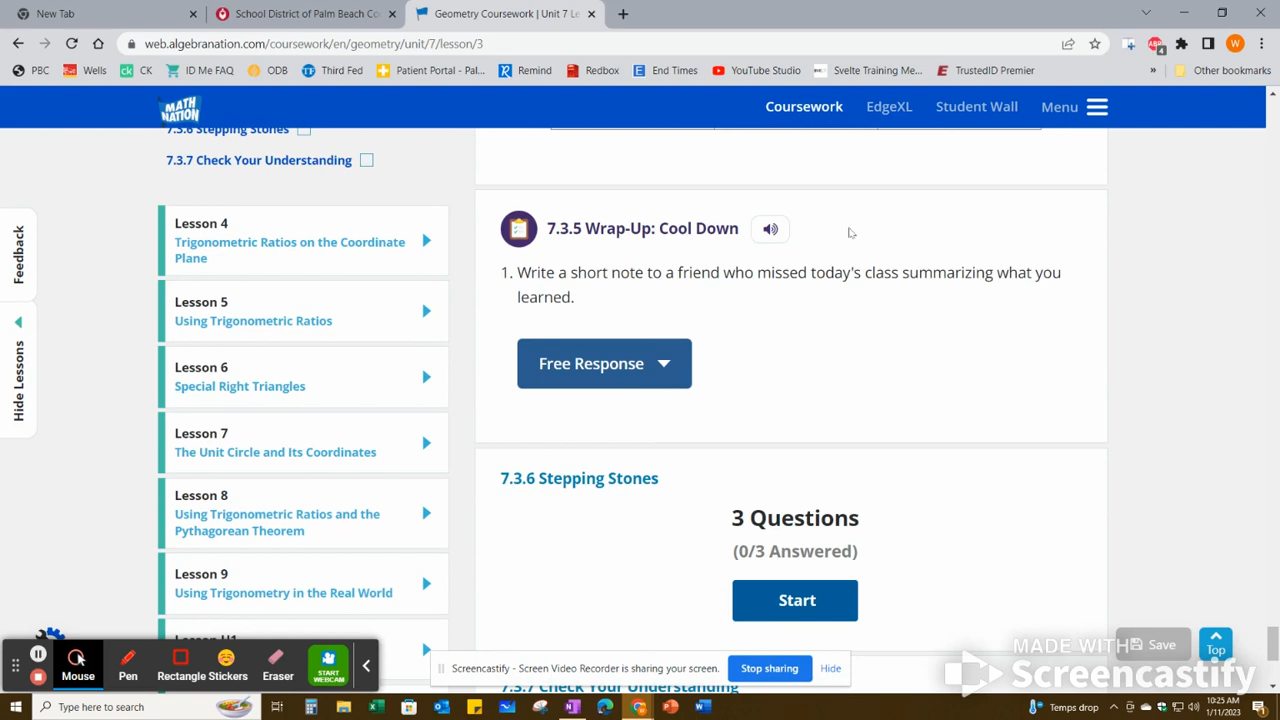 New Tab
School District of Palm Beach Co
Geometry Coursework | Unit 7 Le
web.algebranation.com/coursework/en/geometry/unit/7/lesson/3
PBC
Wells
CK
ID Me FAQ
ODB
Third Fed
Patient Portal - Pal...
Remind
Redbox
End Times
YouTube Studio
Svelte Training Me...
TrustedID Premier
Other bookmarks
MATH NATION
Coursework
EdgeXL
Student Wall
Menu
7.3.6 Stepping Stones
7.3.7 Check Your Understanding
Lesson 4
Trigonometric Ratios on the Coordinate
Plane
Lesson 5
Using Trigonometric Ratios
Lesson 6
Special Right Triangles
Lesson 7
The Unit Circle and Its Coordinates
Lesson 8
Using Trigonometric Ratios and the
Pythagorean Theorem
Lesson 9
Using Trigonometry in the Real World
Feedback
Hide Lessons
7.3.5 Wrap-Up: Cool Down
1. Write a short note to a friend who missed today's class summarizing what you
learned.
Free Response
7.3.6 Stepping Stones
3 Questions
(0/3 Answered)
Start
Save
Top
MADE WITH
Screencastify
Mouse
Pen
Rectangle
Stickers
Eraser
START WEBCAM
Screencastify - Screen Video Recorder is sharing your screen.
Stop sharing
Hide
7.3.7 Check Your Understanding
Type here to search
Temps drop
10:25 AM
1/11/2023